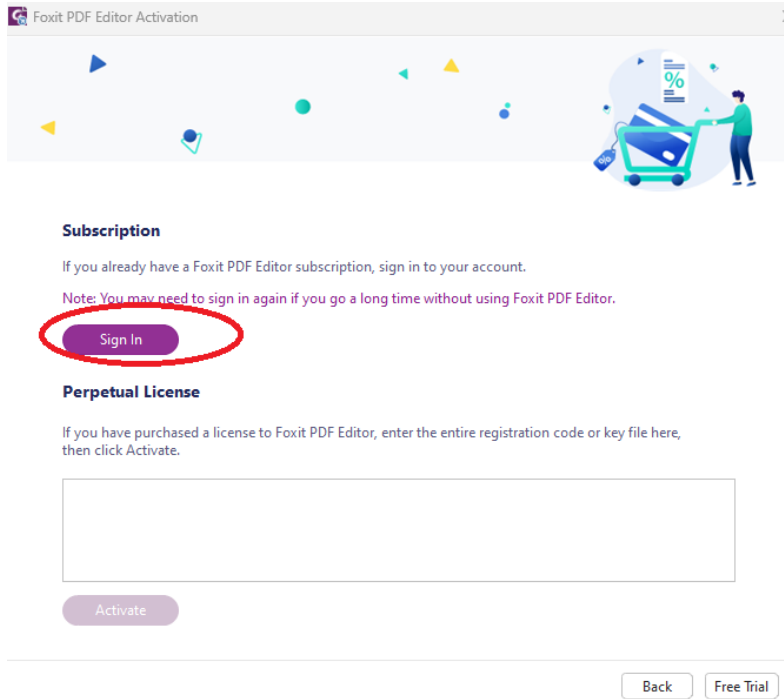 Foxit PDF Editor Activation
%
%
Subscription
If you already have a Foxit PDF Editor subscription, sign in to your account.
Note: You may need to sign in again if you go a long time without using Foxit PDF Editor.
Sign In
Perpetual License
If you have purchased a license to Foxit PDF Editor, enter the entire registration code or key file here,
then click Activate.
Activate
Back
Free Trial